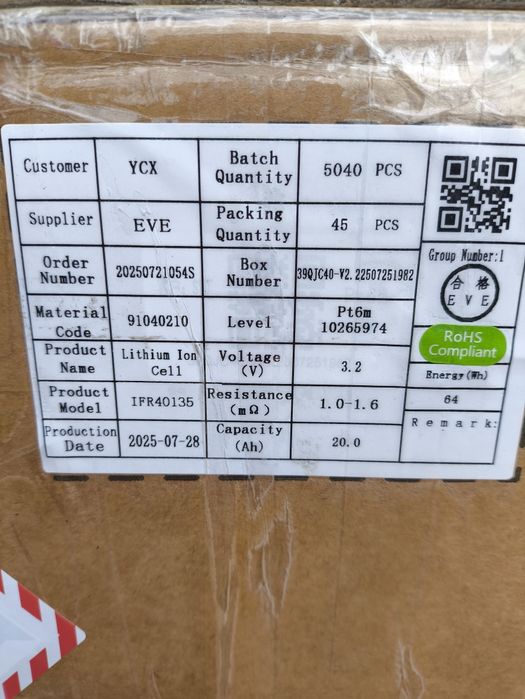 Customer YCX Batch Quantity 5040 PCS
Supplier EVE Packing Quantity 45 PCS
Order Number 20250721054S Box Number 39QJC40-V2.22507251982
Group Number:1
合格
EVE
Material Code 91040210 Level Pt6m 10265974
RoHS
Compliant
Product Name Lithium Ion Cell Voltage (V) 3.2
Energy(Wh)
Product Model IFR40135 Resistance (mΩ) 1.0-1.6
64
Production Date 2025-07-28 Capacity (Ah) 20.0
Remark: